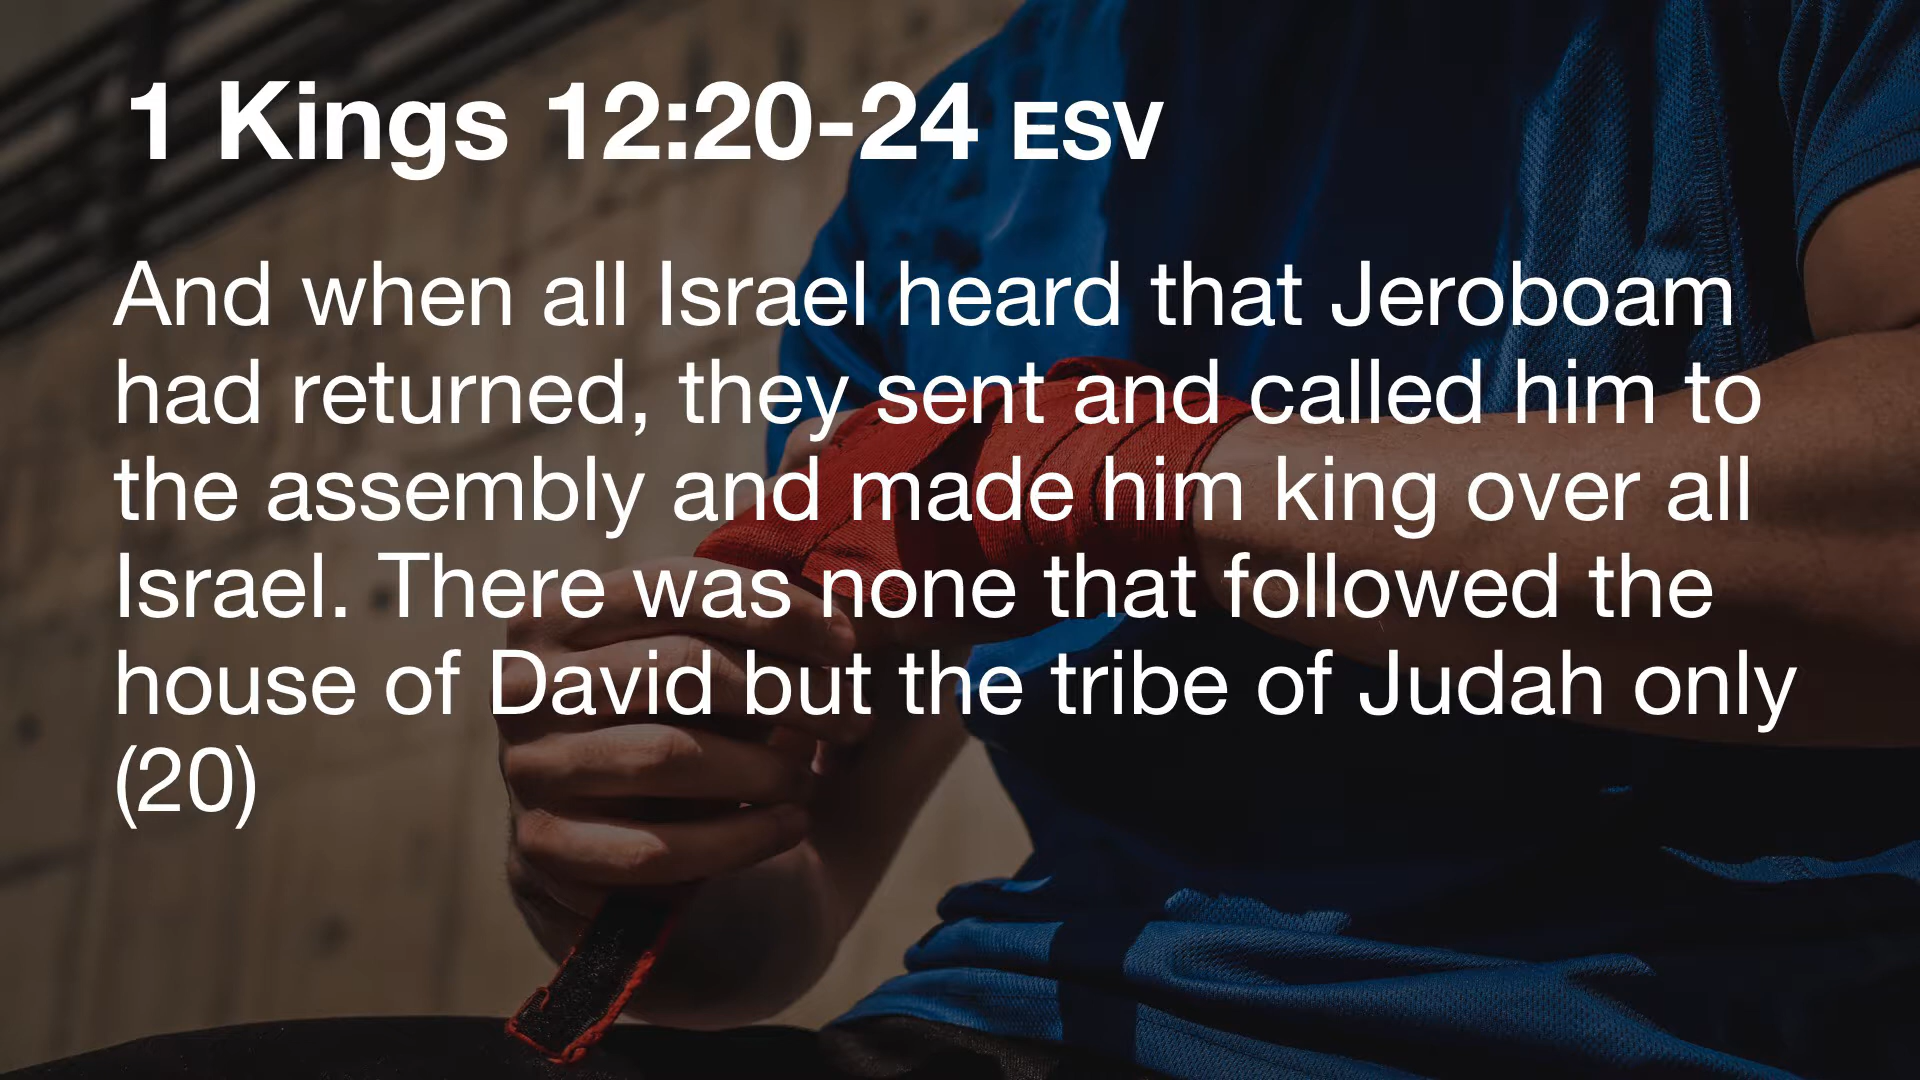 1 Kings 12:20-24 ESV
And when all Israel heard that Jeroboam
had returned, they sent and called him to
the assembly and made him king over all
Israel. There was none that followed the
house of David but the tribe of Judah only
(20)